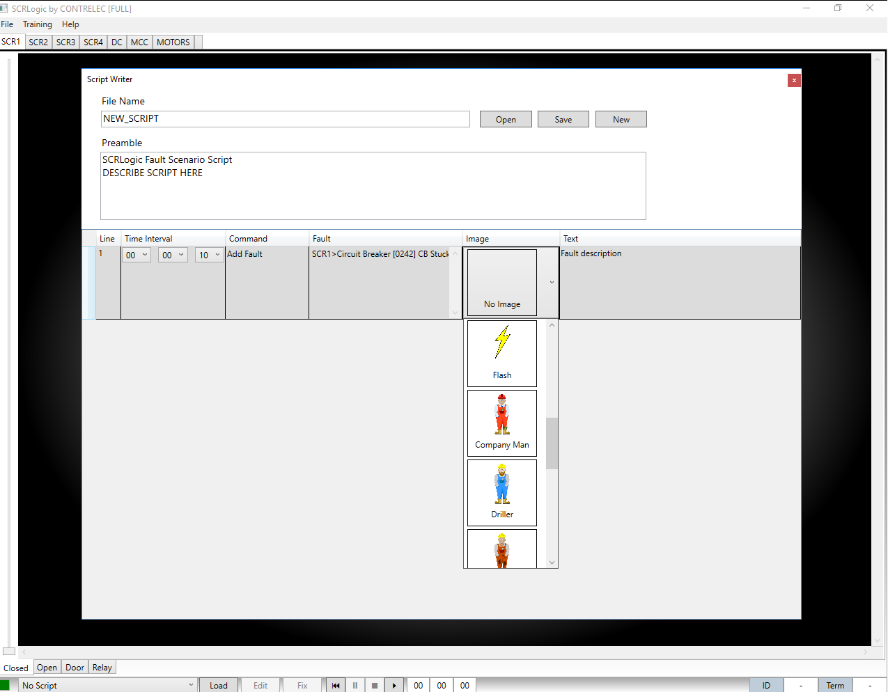 SCRLogic by CONTRELEC [FULL]
File Training Help
SCR1 SCR2 SCR3 SCR4 DC MCC MOTORS
Script Writer
x
File Name
NEW_SCRIPT Open Save New
Preamble
SCRLogic Fault Scenario Script
DESCRIBE SCRIPT HERE
Line Time Interval Command Fault Image Text
1 00 00 10 Add Fault SCR1>Circuit Breaker [0242] CB Stuck Fault description
No Image
Flash
Company Man
Driller
Closed Open Door Relay
No Script Load Edit Fix 00 00 00 ID - Term -